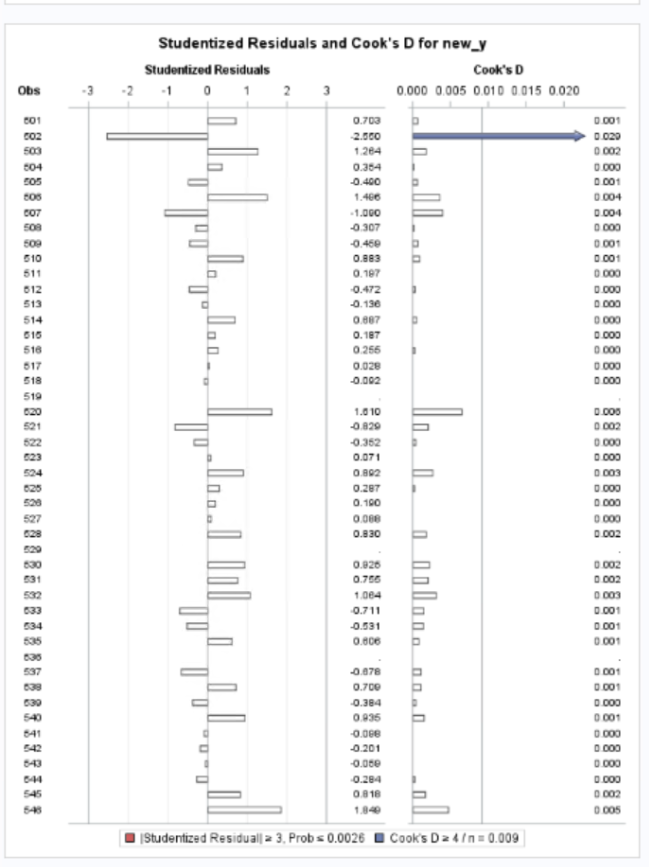 Studentized Residuals and Cook's D for new_y
Studentized Residuals Cook's D
Obs -3 -2 -1 0 1 2 3 0.000 0.005 0.010 0.015 0.020
501 0.703 0.001
502 -2.550 0.029
503 1.264 0.002
504 0.354 0.000
505 -0.490 0.001
506 1.496 0.004
507 -1.090 0.004
508 -0.307 0.000
509 -0.459 0.001
510 0.883 0.001
511 0.197 0.000
512 -0.472 0.000
513 -0.136 0.000
514 0.687 0.000
515 0.187 0.000
516 0.255 0.000
517 0.028 0.000
518 -0.092 0.000
519 . .
520 1.610 0.006
521 -0.829 0.002
522 -0.352 0.000
523 0.071 0.000
524 0.892 0.003
525 0.287 0.000
526 0.190 0.000
527 0.088 0.000
528 0.830 0.002
529 . .
530 0.925 0.002
531 0.755 0.002
532 1.064 0.003
533 -0.711 0.001
534 -0.531 0.001
535 0.606 0.001
536 . .
537 -0.678 0.001
538 0.709 0.001
539 -0.384 0.000
540 0.935 0.001
541 -0.098 0.000
542 -0.201 0.000
543 -0.059 0.000
544 -0.284 0.000
545 0.818 0.002
546 1.849 0.005
|Studentized Residual| ≥ 3, Prob ≤ 0.0026 Cook's D ≥ 4 / n = 0.009